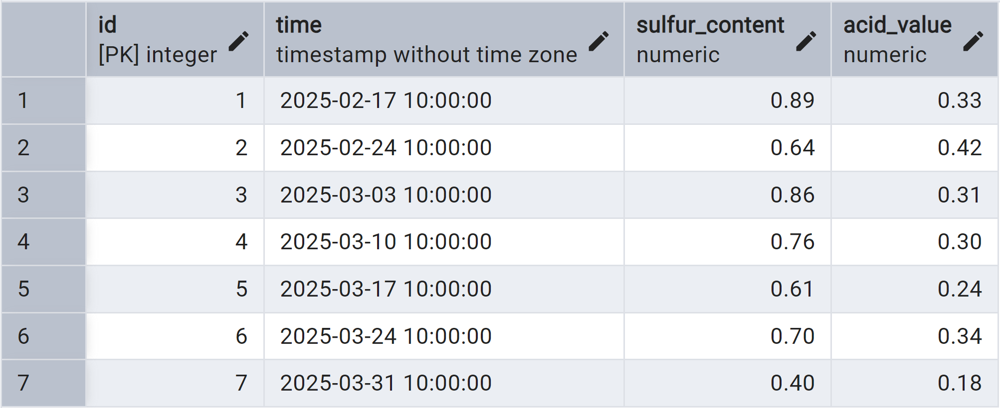 id time sulfur_content acid_value
[PK] integer timestamp without time zone numeric numeric
1 1 2025-02-17 10:00:00 0.89 0.33
2 2 2025-02-24 10:00:00 0.64 0.42
3 3 2025-03-03 10:00:00 0.86 0.31
4 4 2025-03-10 10:00:00 0.76 0.30
5 5 2025-03-17 10:00:00 0.61 0.24
6 6 2025-03-24 10:00:00 0.70 0.34
7 7 2025-03-31 10:00:00 0.40 0.18